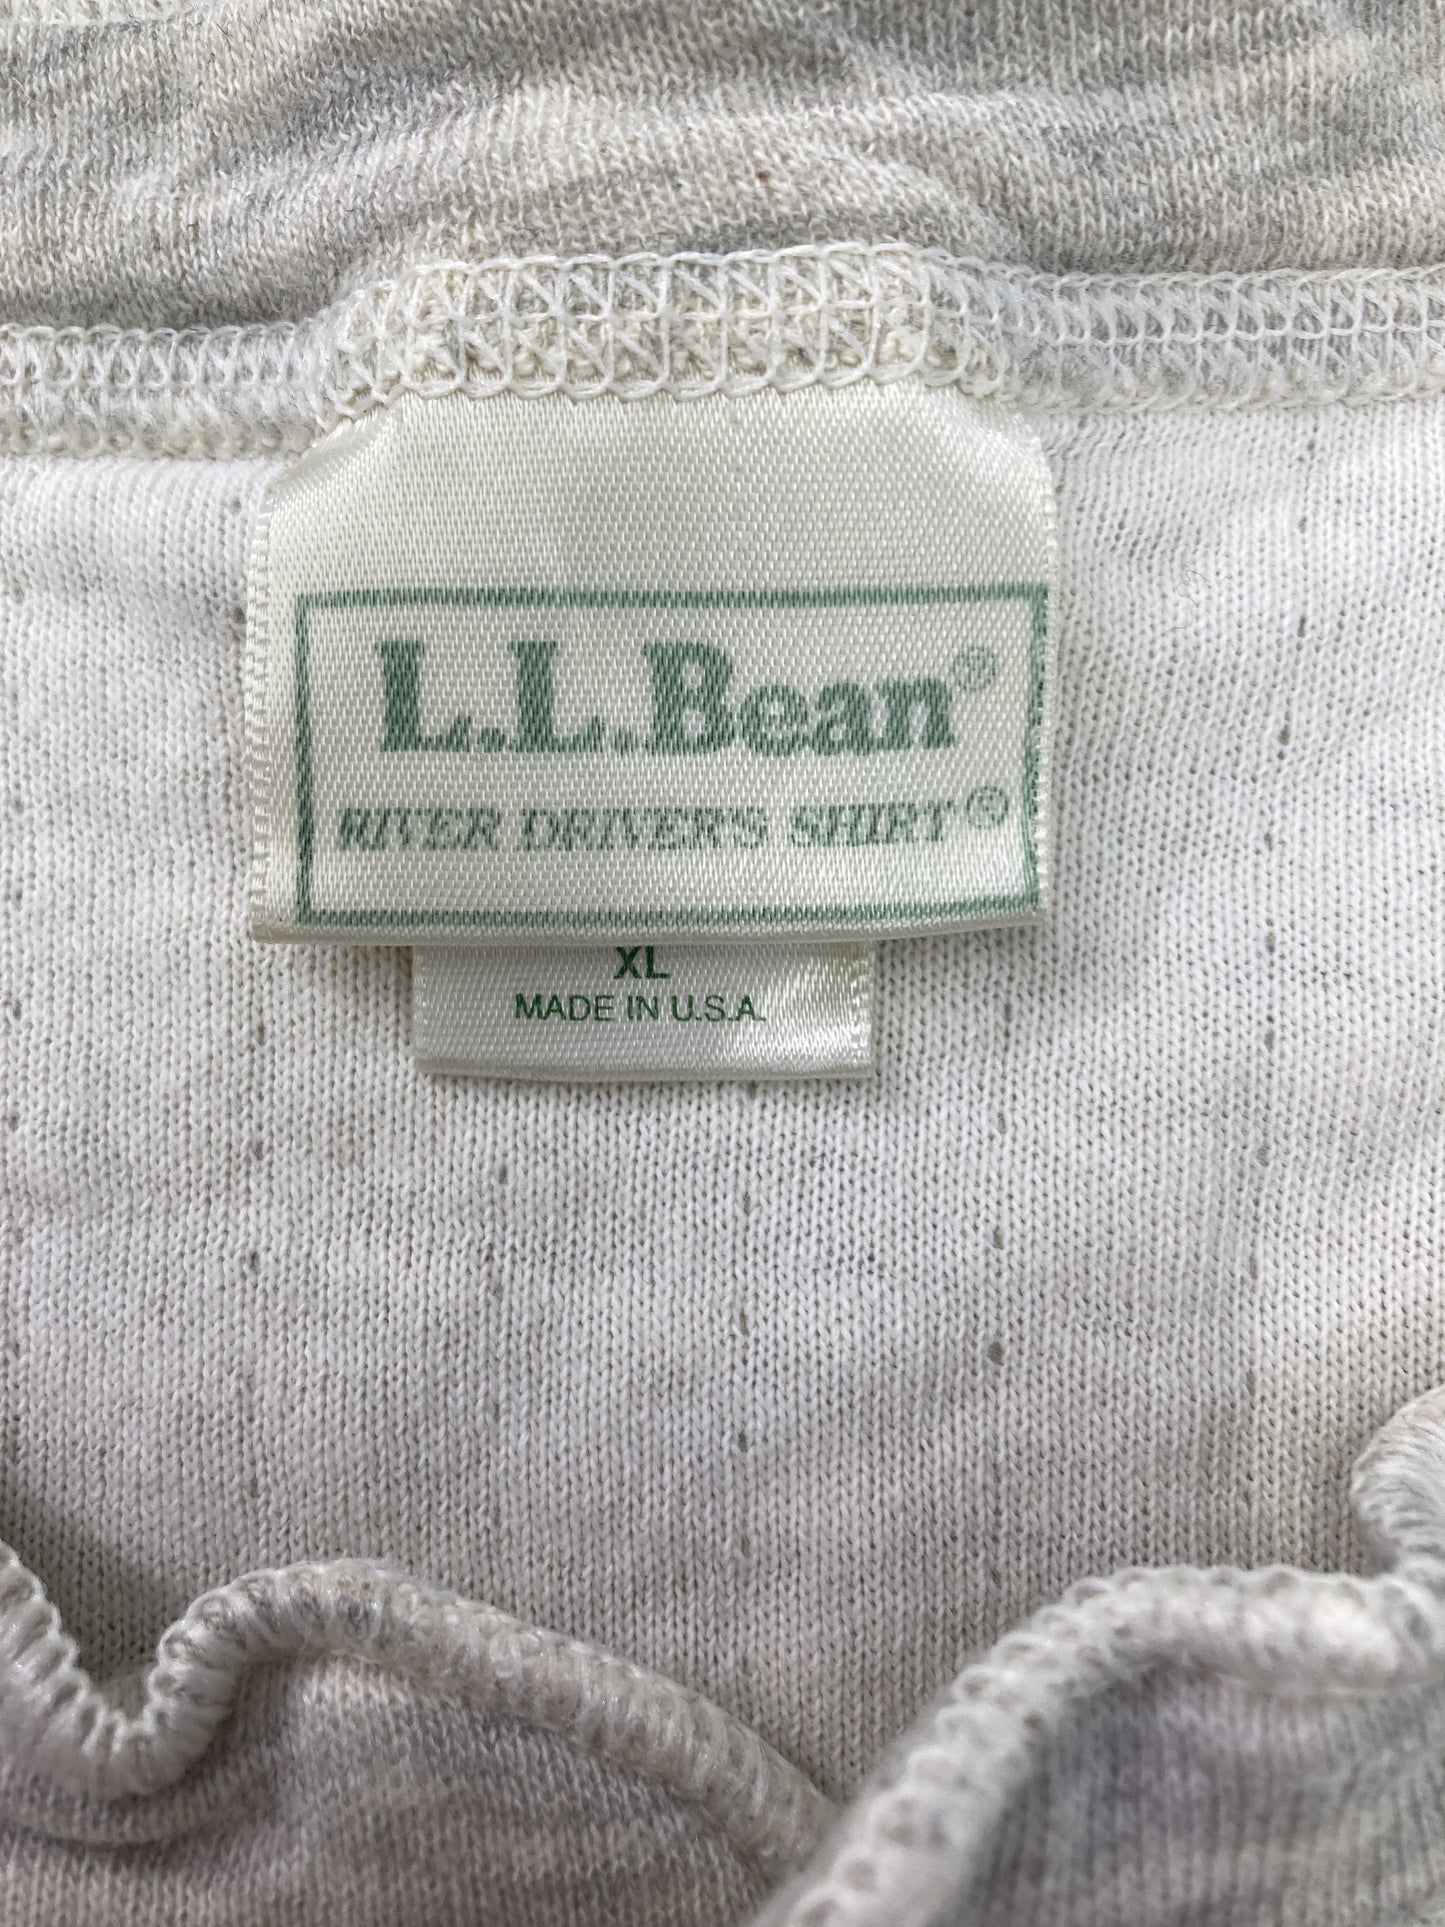 L.L.Bean®
RIVER DRIVER'S SHIRT®
XL
MADE IN U.S.A.